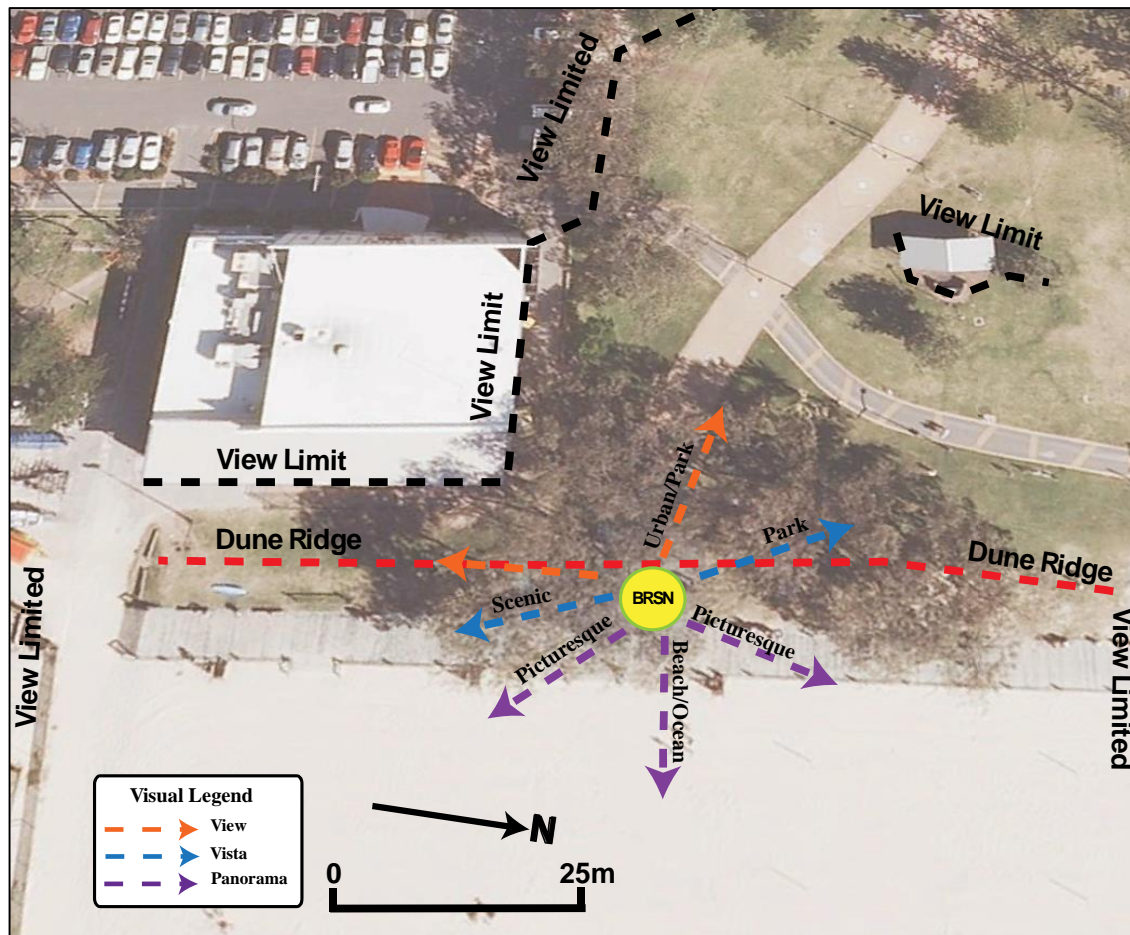 View Limited
View Limit
View Limit
View Limit
Urban/Park
Park
Dune Ridge
Dune Ridge
BRSN
Scenic
Picturesque
Picturesque
Beach/Ocean
View Limited
View Limited
Visual Legend
View
Vista
Panorama
N
0 25m